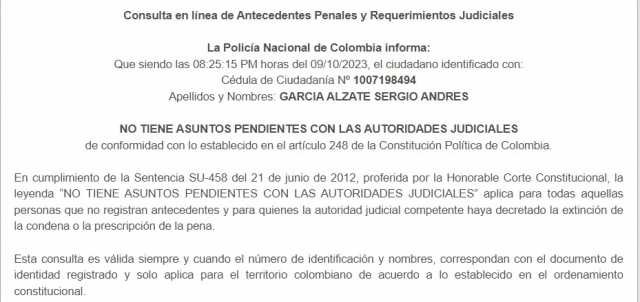 Consulta en línea de Antecedentes Penales y Requerimientos Judiciales
La Policía Nacional de Colombia informa:
Que siendo las 08:25:15 PM horas del 09/10/2023, el ciudadano identificado con:
Cédula de Ciudadanía Nº 1007198494
Apellidos y Nombres: GARCIA ALZATE SERGIO ANDRES
NO TIENE ASUNTOS PENDIENTES CON LAS AUTORIDADES JUDICIALES
de conformidad con lo establecido en el artículo 248 de la Constitución Política de Colombia.
En cumplimiento de la Sentencia SU-458 del 21 de junio de 2012, proferida por la Honorable Corte Constitucional, la
leyenda "NO TIENE ASUNTOS PENDIENTES CON LAS AUTORIDADES JUDICIALES" aplica para todas aquellas
personas que no registran antecedentes y para quienes la autoridad judicial competente haya decretado la extinción de
la condena o la prescripción de la pena.
Esta consulta es válida siempre y cuando el número de identificación y nombres, correspondan con el documento de
identidad registrado y solo aplica para el territorio colombiano de acuerdo a lo establecido en el ordenamiento
constitucional.